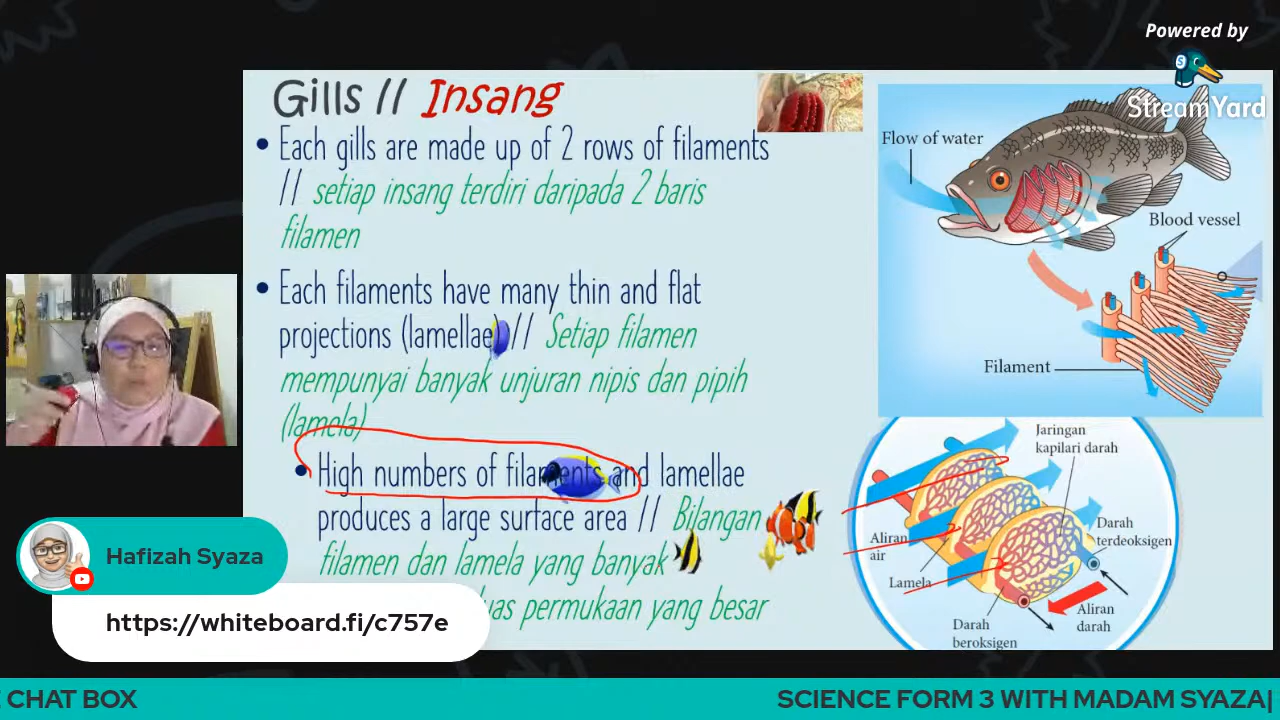 Powered by
StreamYard
Gills // Insang
• Each gills are made up of 2 rows of filaments
// setiap insang terdiri daripada 2 baris
filamen
• Each filaments have many thin and flat
projections (lamellae) // Setiap filamen
mempunyai banyak unjuran nipis dan pipih
(lamela)
• High numbers of filaments and lamellae
produces a large surface area // Bilangan
filamen dan lamela yang banyak
permukaan yang besar
Flow of water
Blood vessel
Filament
Jaringan
kapilari darah
Aliran
air
Lamela
Darah
terdeoksigen
Darah
beroksigen
Aliran
darah
Hafizah Syaza
https://whiteboard.fi/c757e
CHAT BOX
SCIENCE FORM 3 WITH MADAM SYAZA|